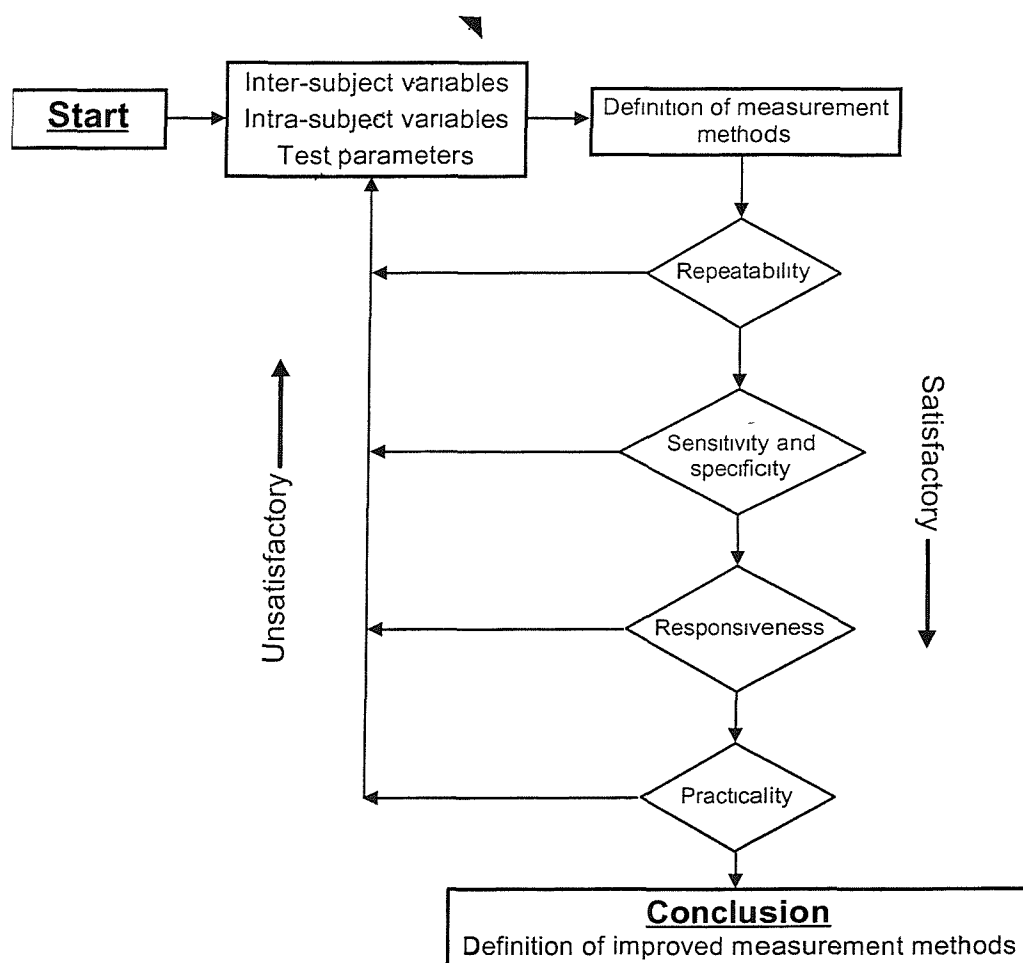 Start
Inter-subject variables
Intra-subject variables
Test parameters
Definition of measurement
methods
Repeatability
Sensitivity and
specificity
Responsiveness
Practicality
Unsatisfactory
Satisfactory
Conclusion
Definition of improved measurement methods